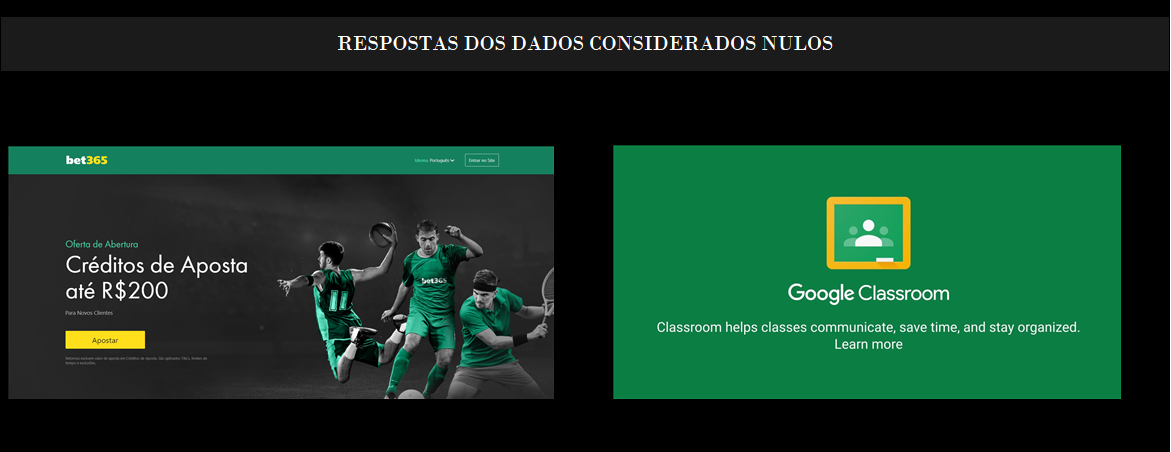 RESPOSTAS DOS DADOS CONSIDERADOS NULOS
bet365
Idioma: Português
Entrar no Site
Oferta de Abertura
Créditos de Aposta
até R$200
Para Novos Clientes
Apostar
11
bet365
Google Classroom
Classroom helps classes communicate, save time, and stay organized.
Learn more